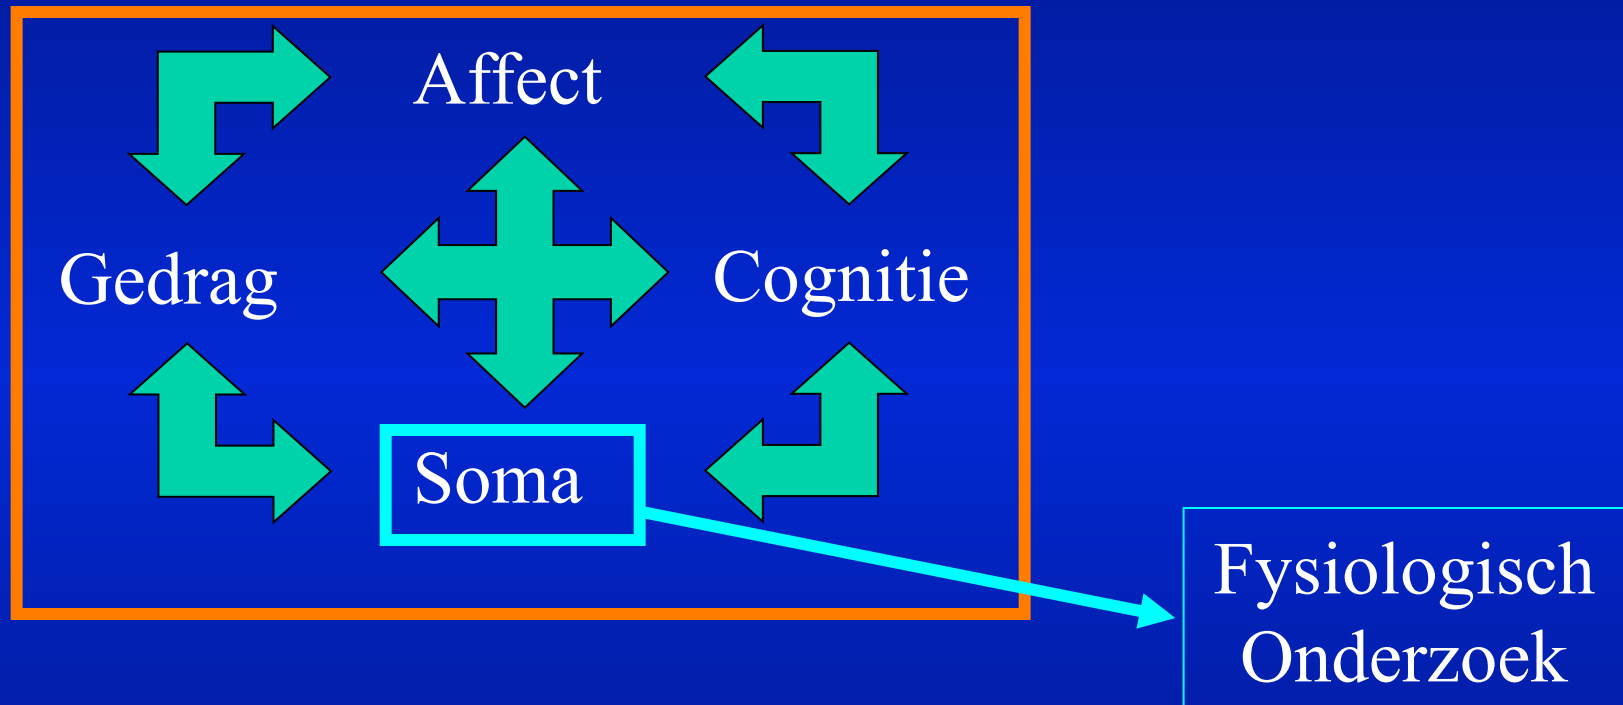 Affect
Gedrag
Cognitie
Soma
Fysiologisch
Onderzoek